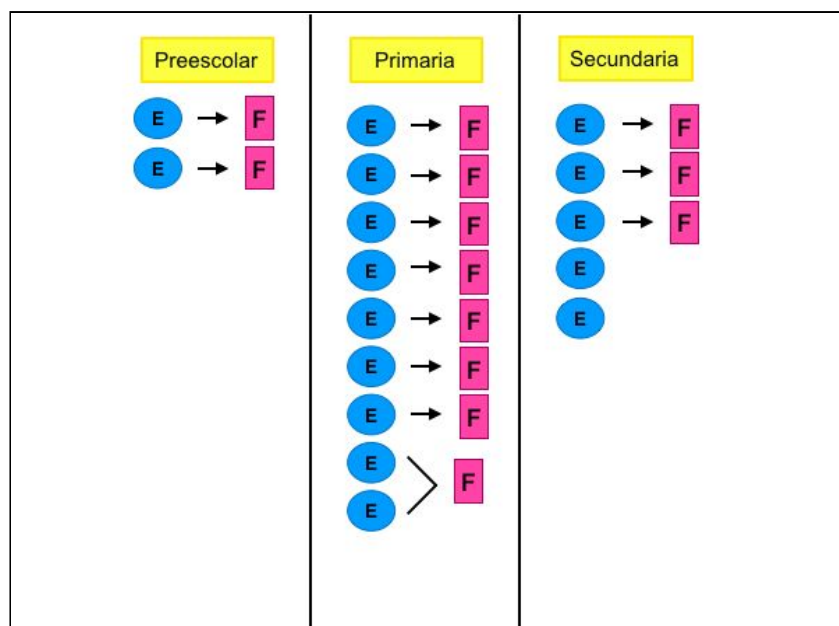 Preescolar
E → F
E → F
Primaria
E → F
E → F
E → F
E → F
E → F
E → F
E → F
E
E
F
Secundaria
E → F
E → F
E → F
E
E